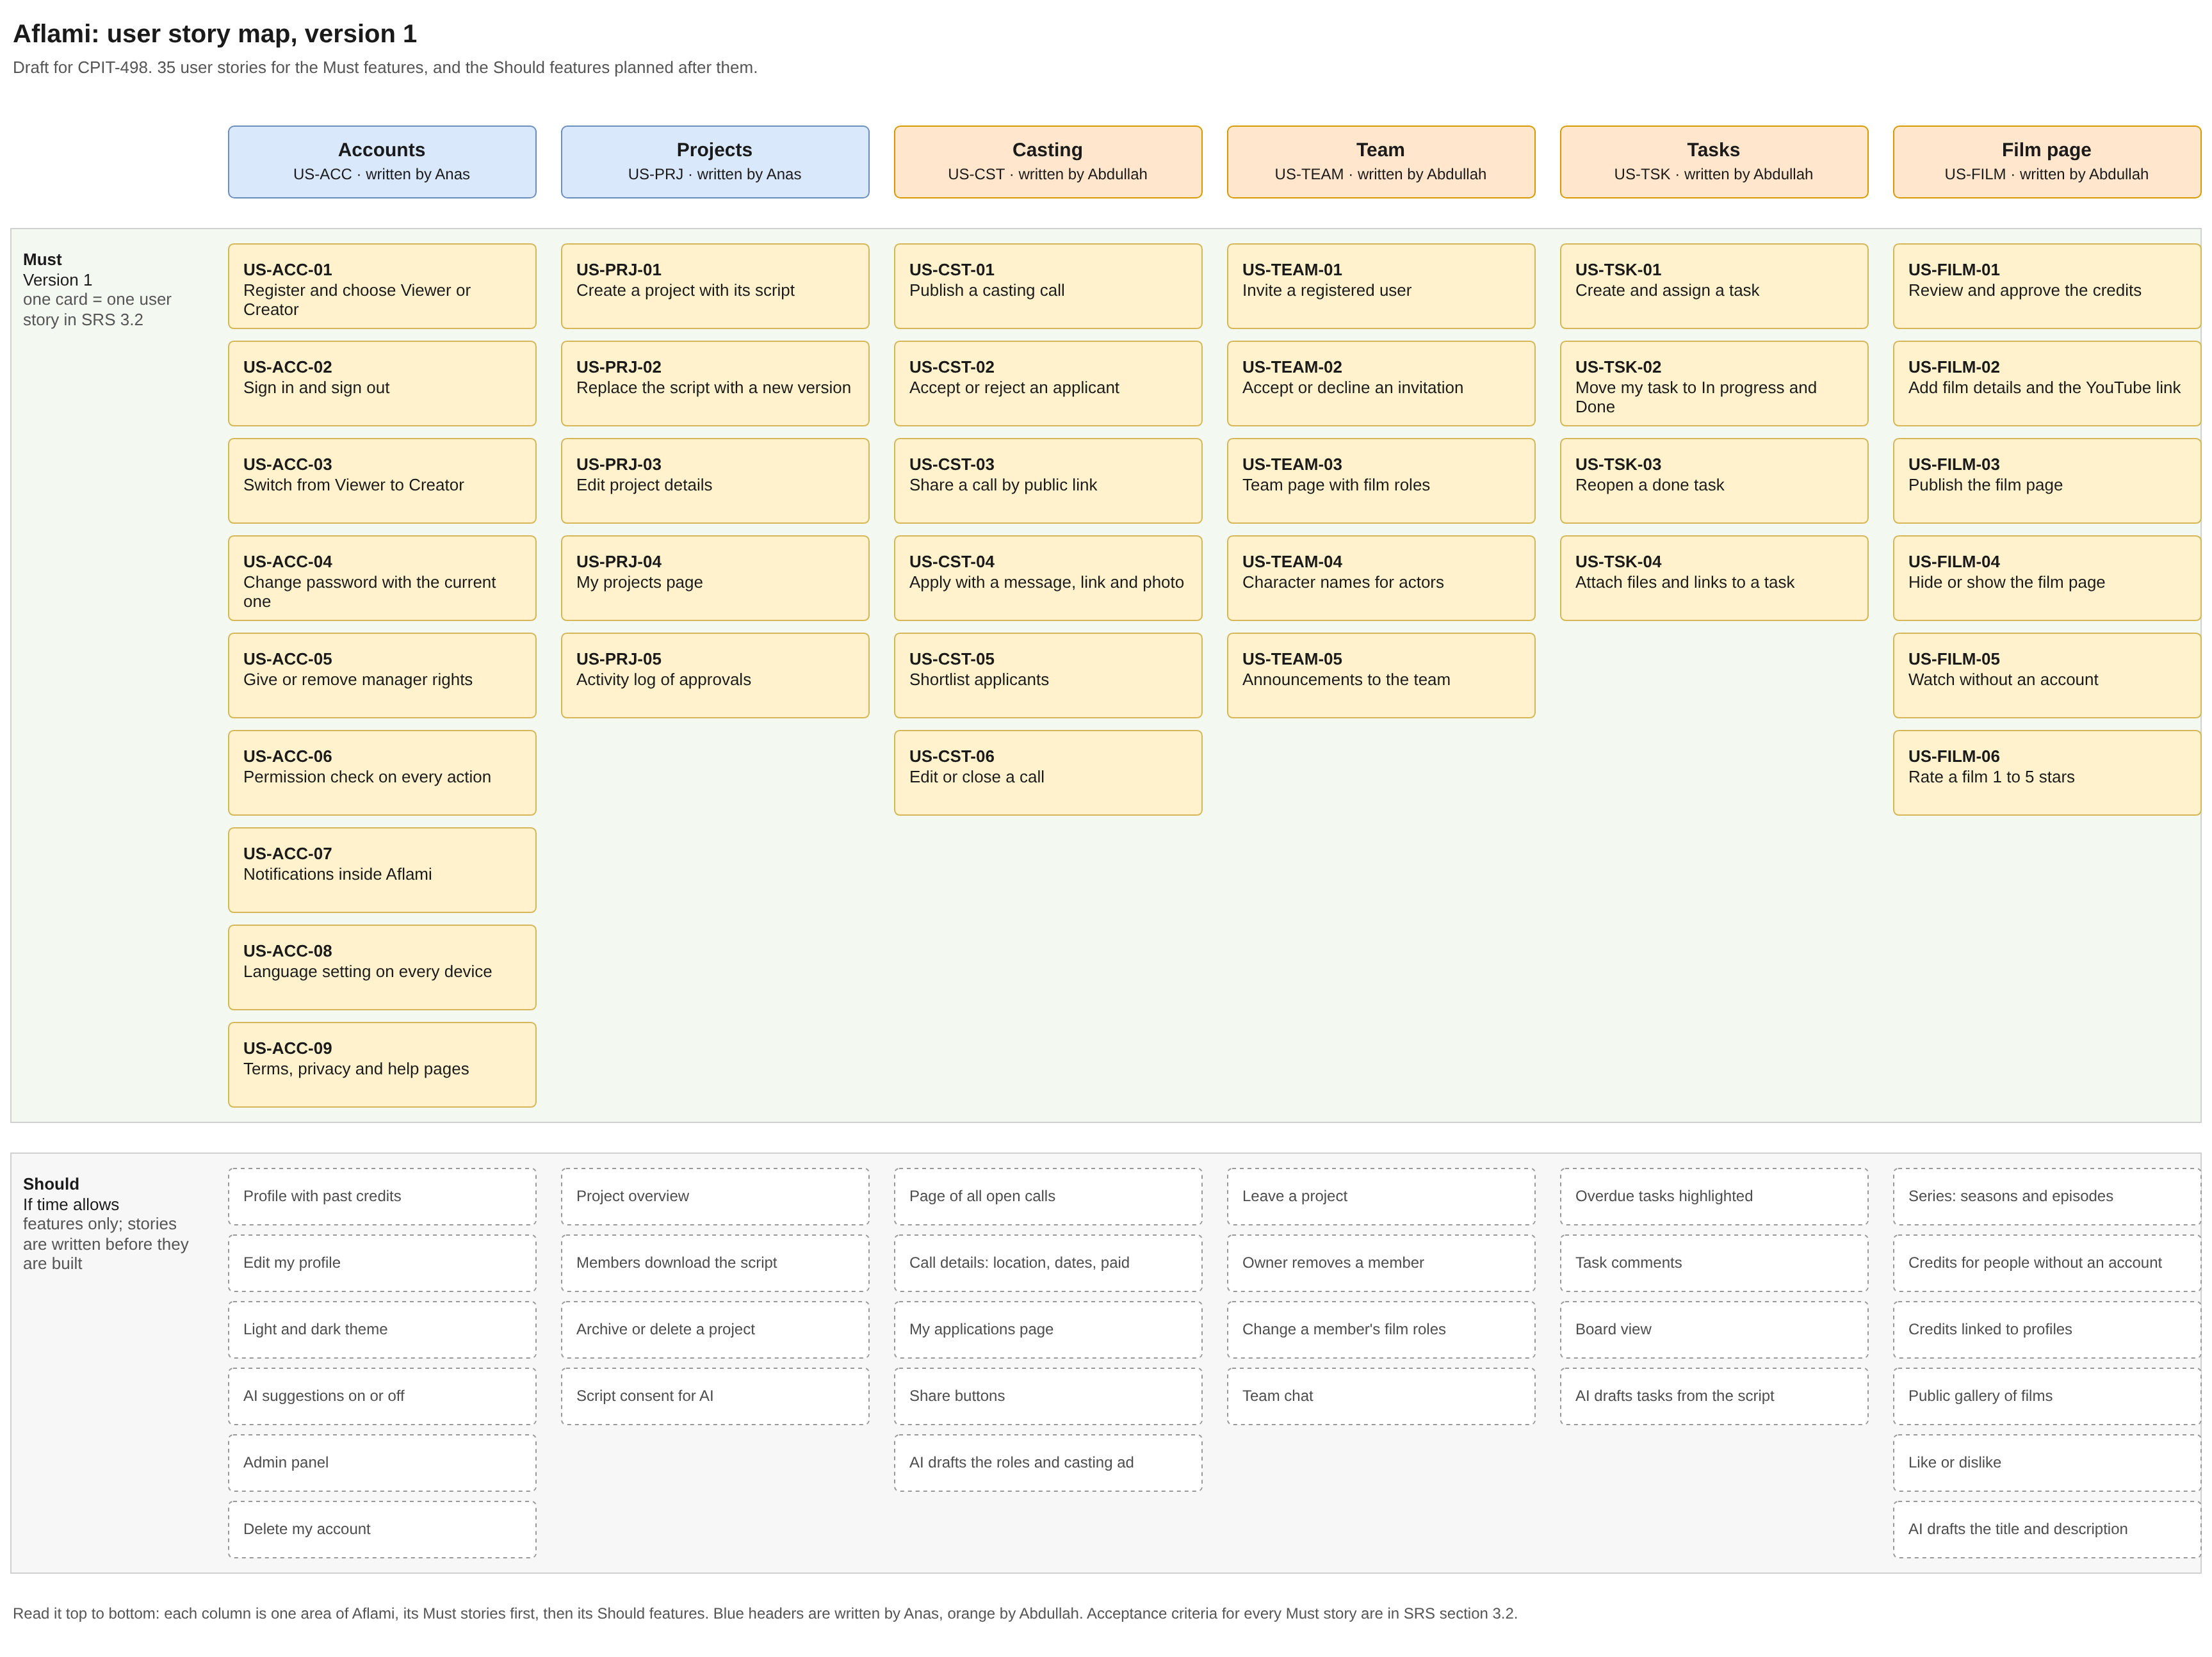 Aflami: user story map, version 1
Draft for CPIT-498. 35 user stories for the Must features, and the Should features planned after them.
Accounts
US-ACC · written by Anas
Projects
US-PRJ · written by Anas
Casting
US-CST · written by Abdullah
Team
US-TEAM · written by Abdullah
Tasks
US-TSK · written by Abdullah
Film page
US-FILM · written by Abdullah
Must
Version 1
one card = one user
story in SRS 3.2
US-ACC-01
Register and choose Viewer or
Creator
US-ACC-02
Sign in and sign out
US-ACC-03
Switch from Viewer to Creator
US-ACC-04
Change password with the current
one
US-ACC-05
Give or remove manager rights
US-ACC-06
Permission check on every action
US-ACC-07
Notifications inside Aflami
US-ACC-08
Language setting on every device
US-ACC-09
Terms, privacy and help pages
US-PRJ-01
Create a project with its script
US-PRJ-02
Replace the script with a new version
US-PRJ-03
Edit project details
US-PRJ-04
My projects page
US-PRJ-05
Activity log of approvals
US-CST-01
Publish a casting call
US-CST-02
Accept or reject an applicant
US-CST-03
Share a call by public link
US-CST-04
Apply with a message, link and photo
US-CST-05
Shortlist applicants
US-CST-06
Edit or close a call
US-TEAM-01
Invite a registered user
US-TEAM-02
Accept or decline an invitation
US-TEAM-03
Team page with film roles
US-TEAM-04
Character names for actors
US-TEAM-05
Announcements to the team
US-TSK-01
Create and assign a task
US-TSK-02
Move my task to In progress and
Done
US-TSK-03
Reopen a done task
US-TSK-04
Attach files and links to a task
US-FILM-01
Review and approve the credits
US-FILM-02
Add film details and the YouTube link
US-FILM-03
Publish the film page
US-FILM-04
Hide or show the film page
US-FILM-05
Watch without an account
US-FILM-06
Rate a film 1 to 5 stars
Should
If time allows
features only; stories
are written before they
are built
Profile with past credits
Edit my profile
Light and dark theme
AI suggestions on or off
Admin panel
Delete my account
Project overview
Members download the script
Archive or delete a project
Script consent for AI
Page of all open calls
Call details: location, dates, paid
My applications page
Share buttons
AI drafts the roles and casting ad
Leave a project
Owner removes a member
Change a member's film roles
Team chat
Overdue tasks highlighted
Task comments
Board view
AI drafts tasks from the script
Series: seasons and episodes
Credits for people without an account
Credits linked to profiles
Public gallery of films
Like or dislike
AI drafts the title and description
Read it top to bottom: each column is one area of Aflami, its Must stories first, then its Should features. Blue headers are written by Anas, orange by Abdullah. Acceptance criteria for every Must story are in SRS section 3.2.